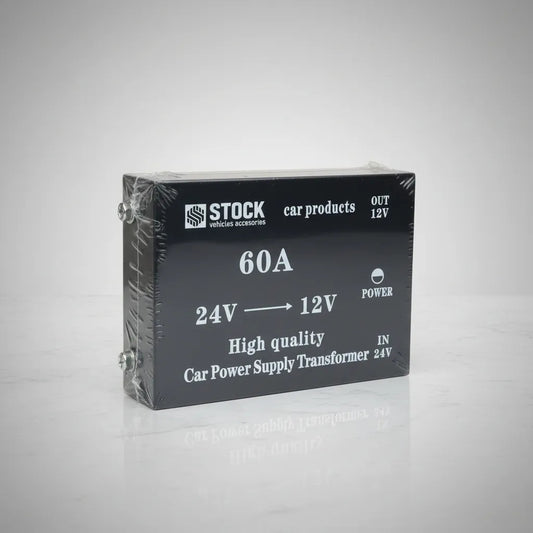 STOCK
vehicles accesories
car products
OUT
12V
60A
24V → 12V
POWER
High quality
Car Power Supply Transformer
IN
24V